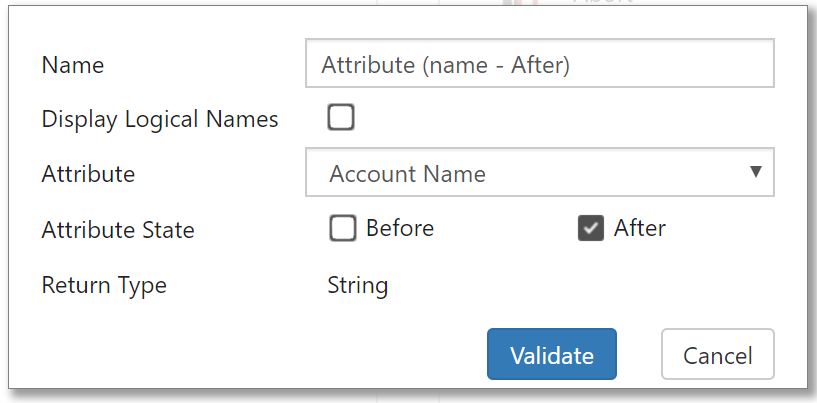 Abort
Name Attribute (name - After)
Display Logical Names
Attribute Account Name
Attribute State Before After
Return Type String
Validate Cancel